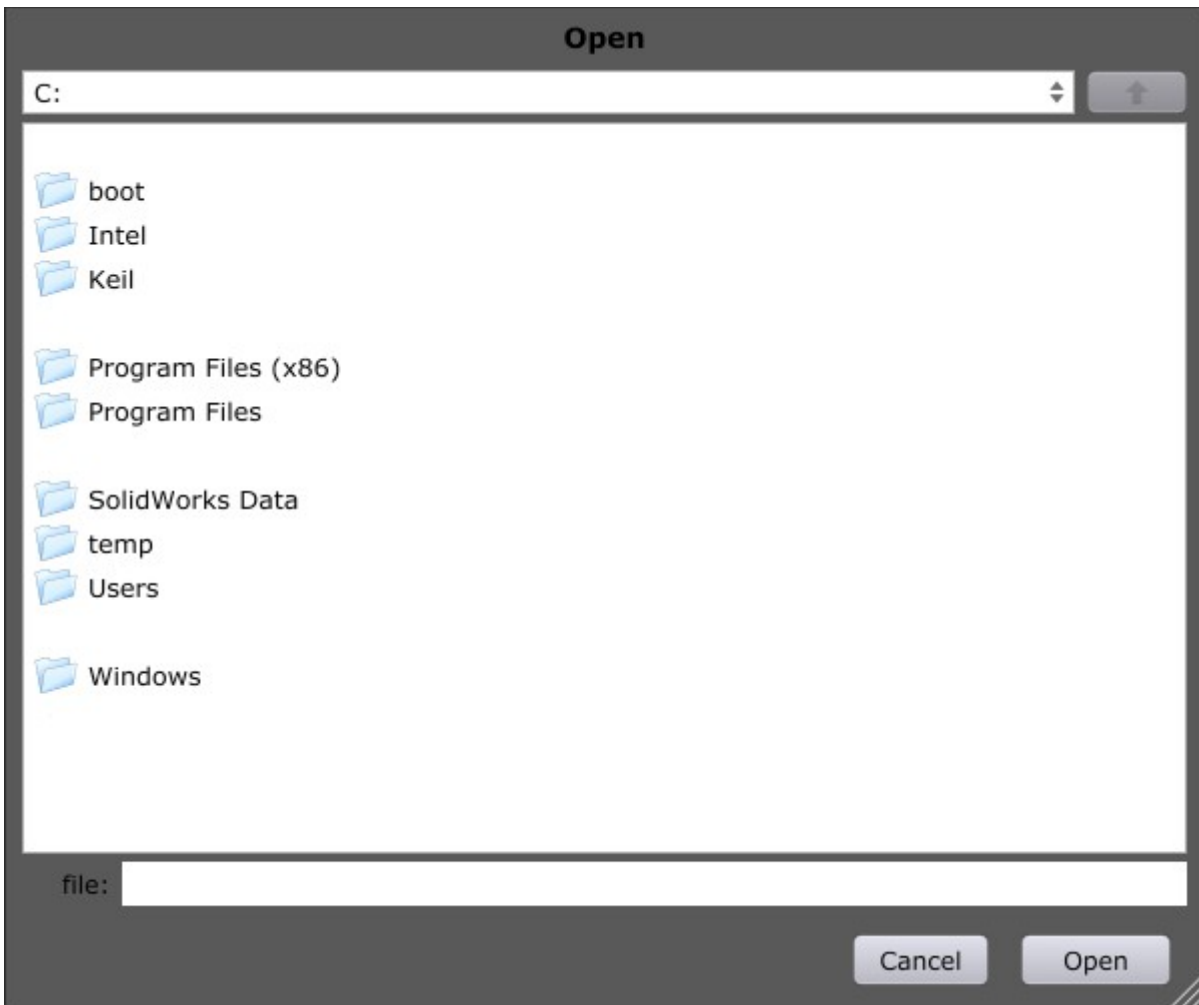 Open
C:
boot
Intel
Keil
Program Files (x86)
Program Files
SolidWorks Data
temp
Users
Windows
file:
Cancel
Open